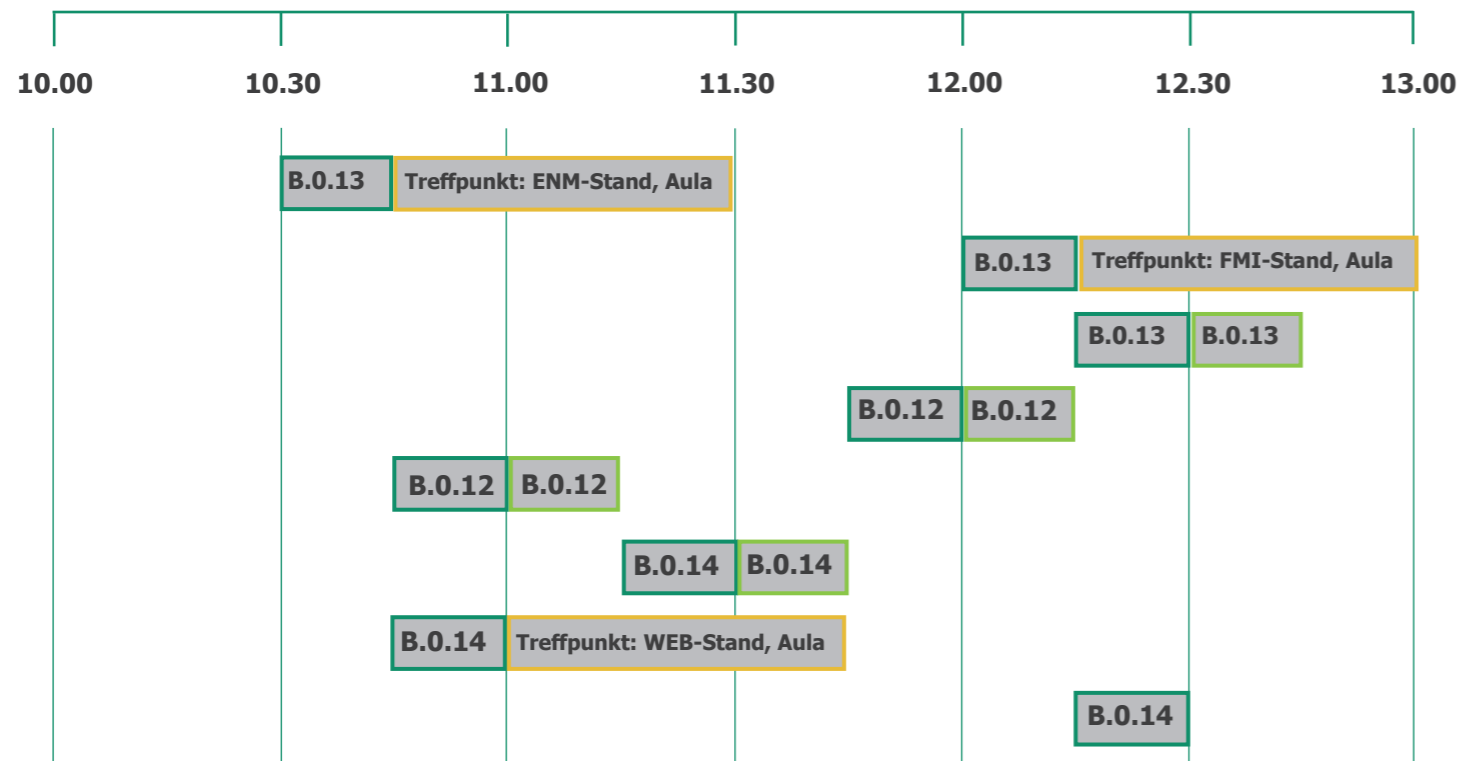 10.00 10.30 11.00 11.30 12.00 12.30 13.00
B.0.13 Treffpunkt: ENM-Stand, Aula
B.0.13 Treffpunkt: FMI-Stand, Aula
B.0.13 B.0.13
B.0.12 B.0.12
B.0.12 B.0.12
B.0.14 B.0.14
B.0.14 Treffpunkt: WEB-Stand, Aula
B.0.14